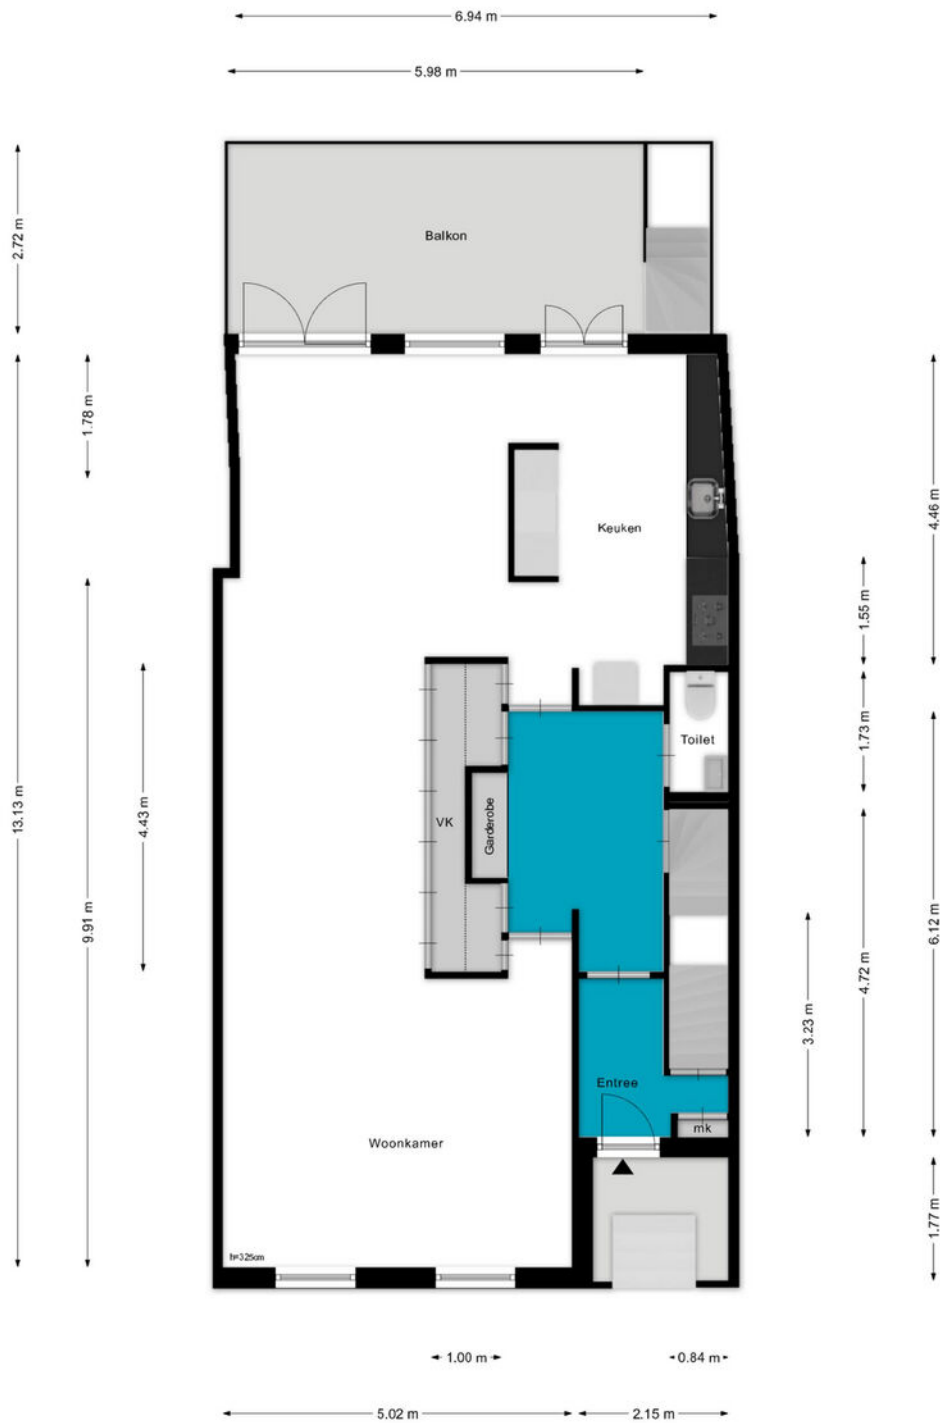 6.94 m
5.98 m
2.72 m
Balkon
1.78 m
4.46 m
Keuken
1.55 m
1.73 m
Toilet
13.13 m
4.43 m
VK
Garderobe
9.91 m
6.12 m
4.72 m
3.23 m
Entree
mk
Woonkamer
1.77 m
h=325cm
1.00 m
0.84 m
5.02 m
2.15 m